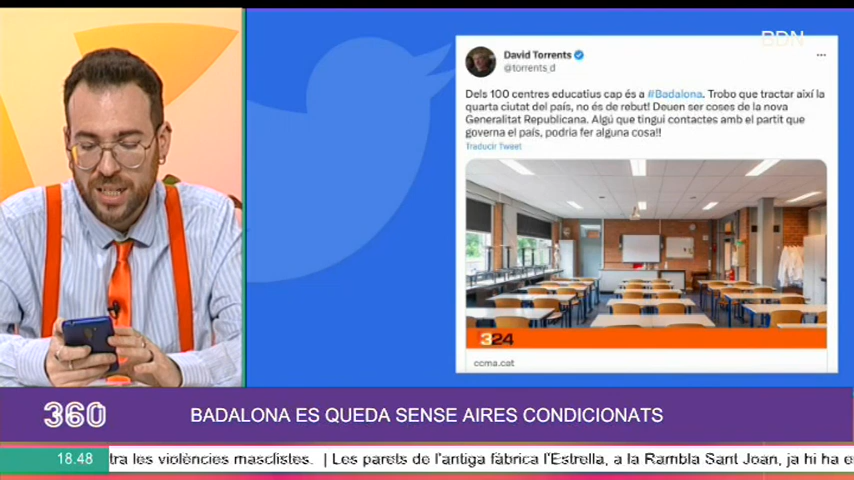 BDN
David Torrents
@torrents_d
Dels 100 centres educatius cap és a #Badalona. Trobo que tractar així la
quarta ciutat del país, no és de rebut! Deuen ser coses de la nova
Generalitat Republicana. Algú que tingui contactes amb el partit que
governa el país, podria fer alguna cosa!!
Traducir Tweet
324
ccma.cat
360 BADALONA ES QUEDA SENSE AIRES CONDICIONATS
18.48 tra les violències masclistes. | Les parets de l'antiga fàbrica l'Estrella, a la Rambla Sant Joan, ja hi ha e